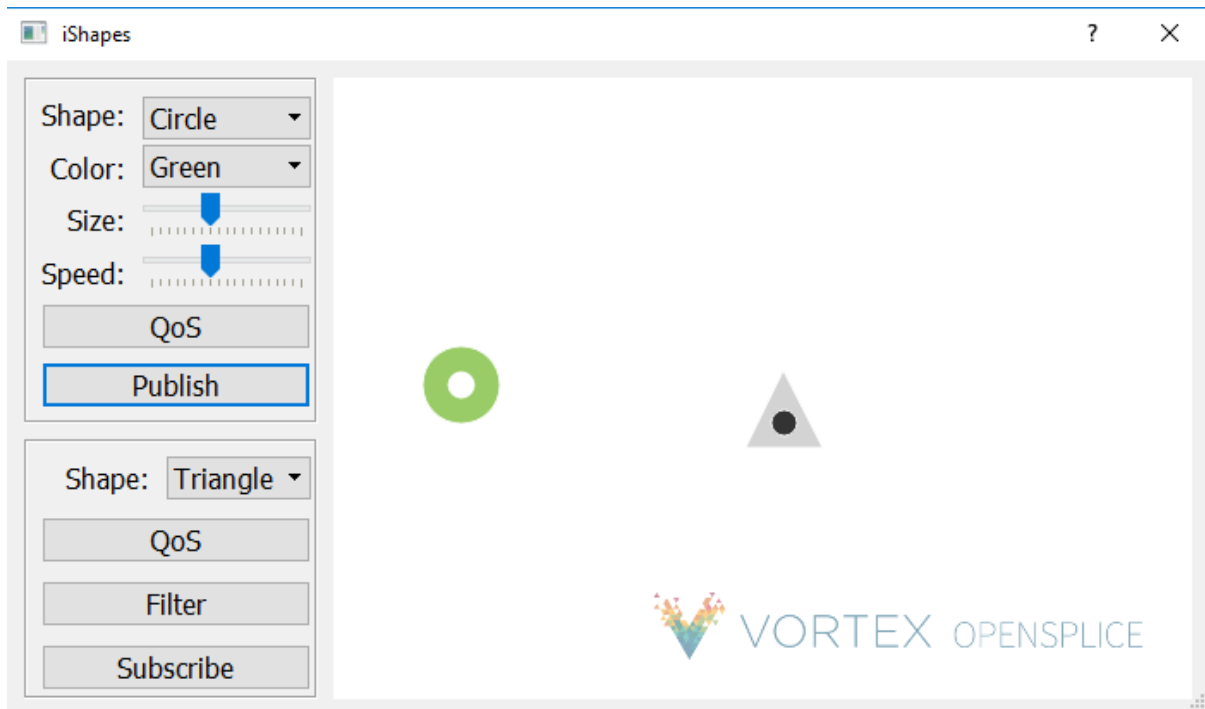 iShapes ?
Shape: Circle
Color: Green
Size:
Speed:
QoS
Publish
Shape: Triangle
QoS
Filter
Subscribe
VORTEX OPENSPLICE